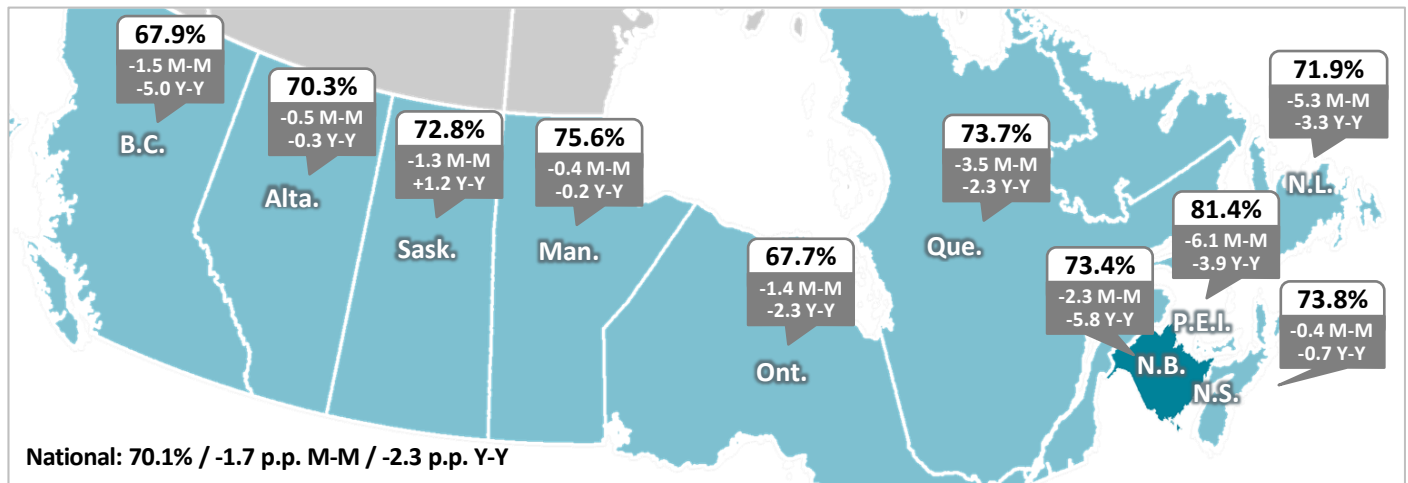 67.9%
-1.5 M-M
-5.0 Y-Y
B.C.
70.3%
-0.5 M-M
-0.3 Y-Y
Alta.
72.8%
-1.3 M-M
+1.2 Y-Y
Sask.
75.6%
-0.4 M-M
-0.2 Y-Y
Man.
67.7%
-1.4 M-M
-2.3 Y-Y
Ont.
73.7%
-3.5 M-M
-2.3 Y-Y
Que.
71.9%
-5.3 M-M
-3.3 Y-Y
N.L.
81.4%
-6.1 M-M
-3.9 Y-Y
P.E.I.
73.4%
-2.3 M-M
-5.8 Y-Y
N.B.
73.8%
-0.4 M-M
-0.7 Y-Y
N.S.
National: 70.1% / -1.7 p.p. M-M / -2.3 p.p. Y-Y